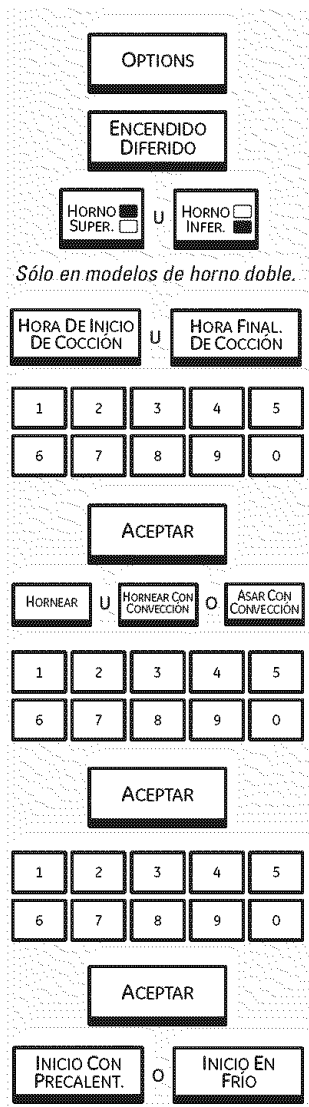 OPTIONS
ENCENDIDO
DIFERIDO
HORNO
SUPER.
U
HORNO
INFER.
Sólo en modelos de horno doble.
HORA DE INICIO
DE COCCIÓN
U
HORA FINAL.
DE COCCIÓN
1 2 3 4 5
6 7 8 9 0
ACEPTAR
HORNEAR U HORNEAR CON
CONVECCIÓN O ASAR CON
CONVECCIÓN
1 2 3 4 5
6 7 8 9 0
ACEPTAR
1 2 3 4 5
6 7 8 9 0
ACEPTAR
INICIO CON
PRECALENT.
O
INICIO EN
FRÍO